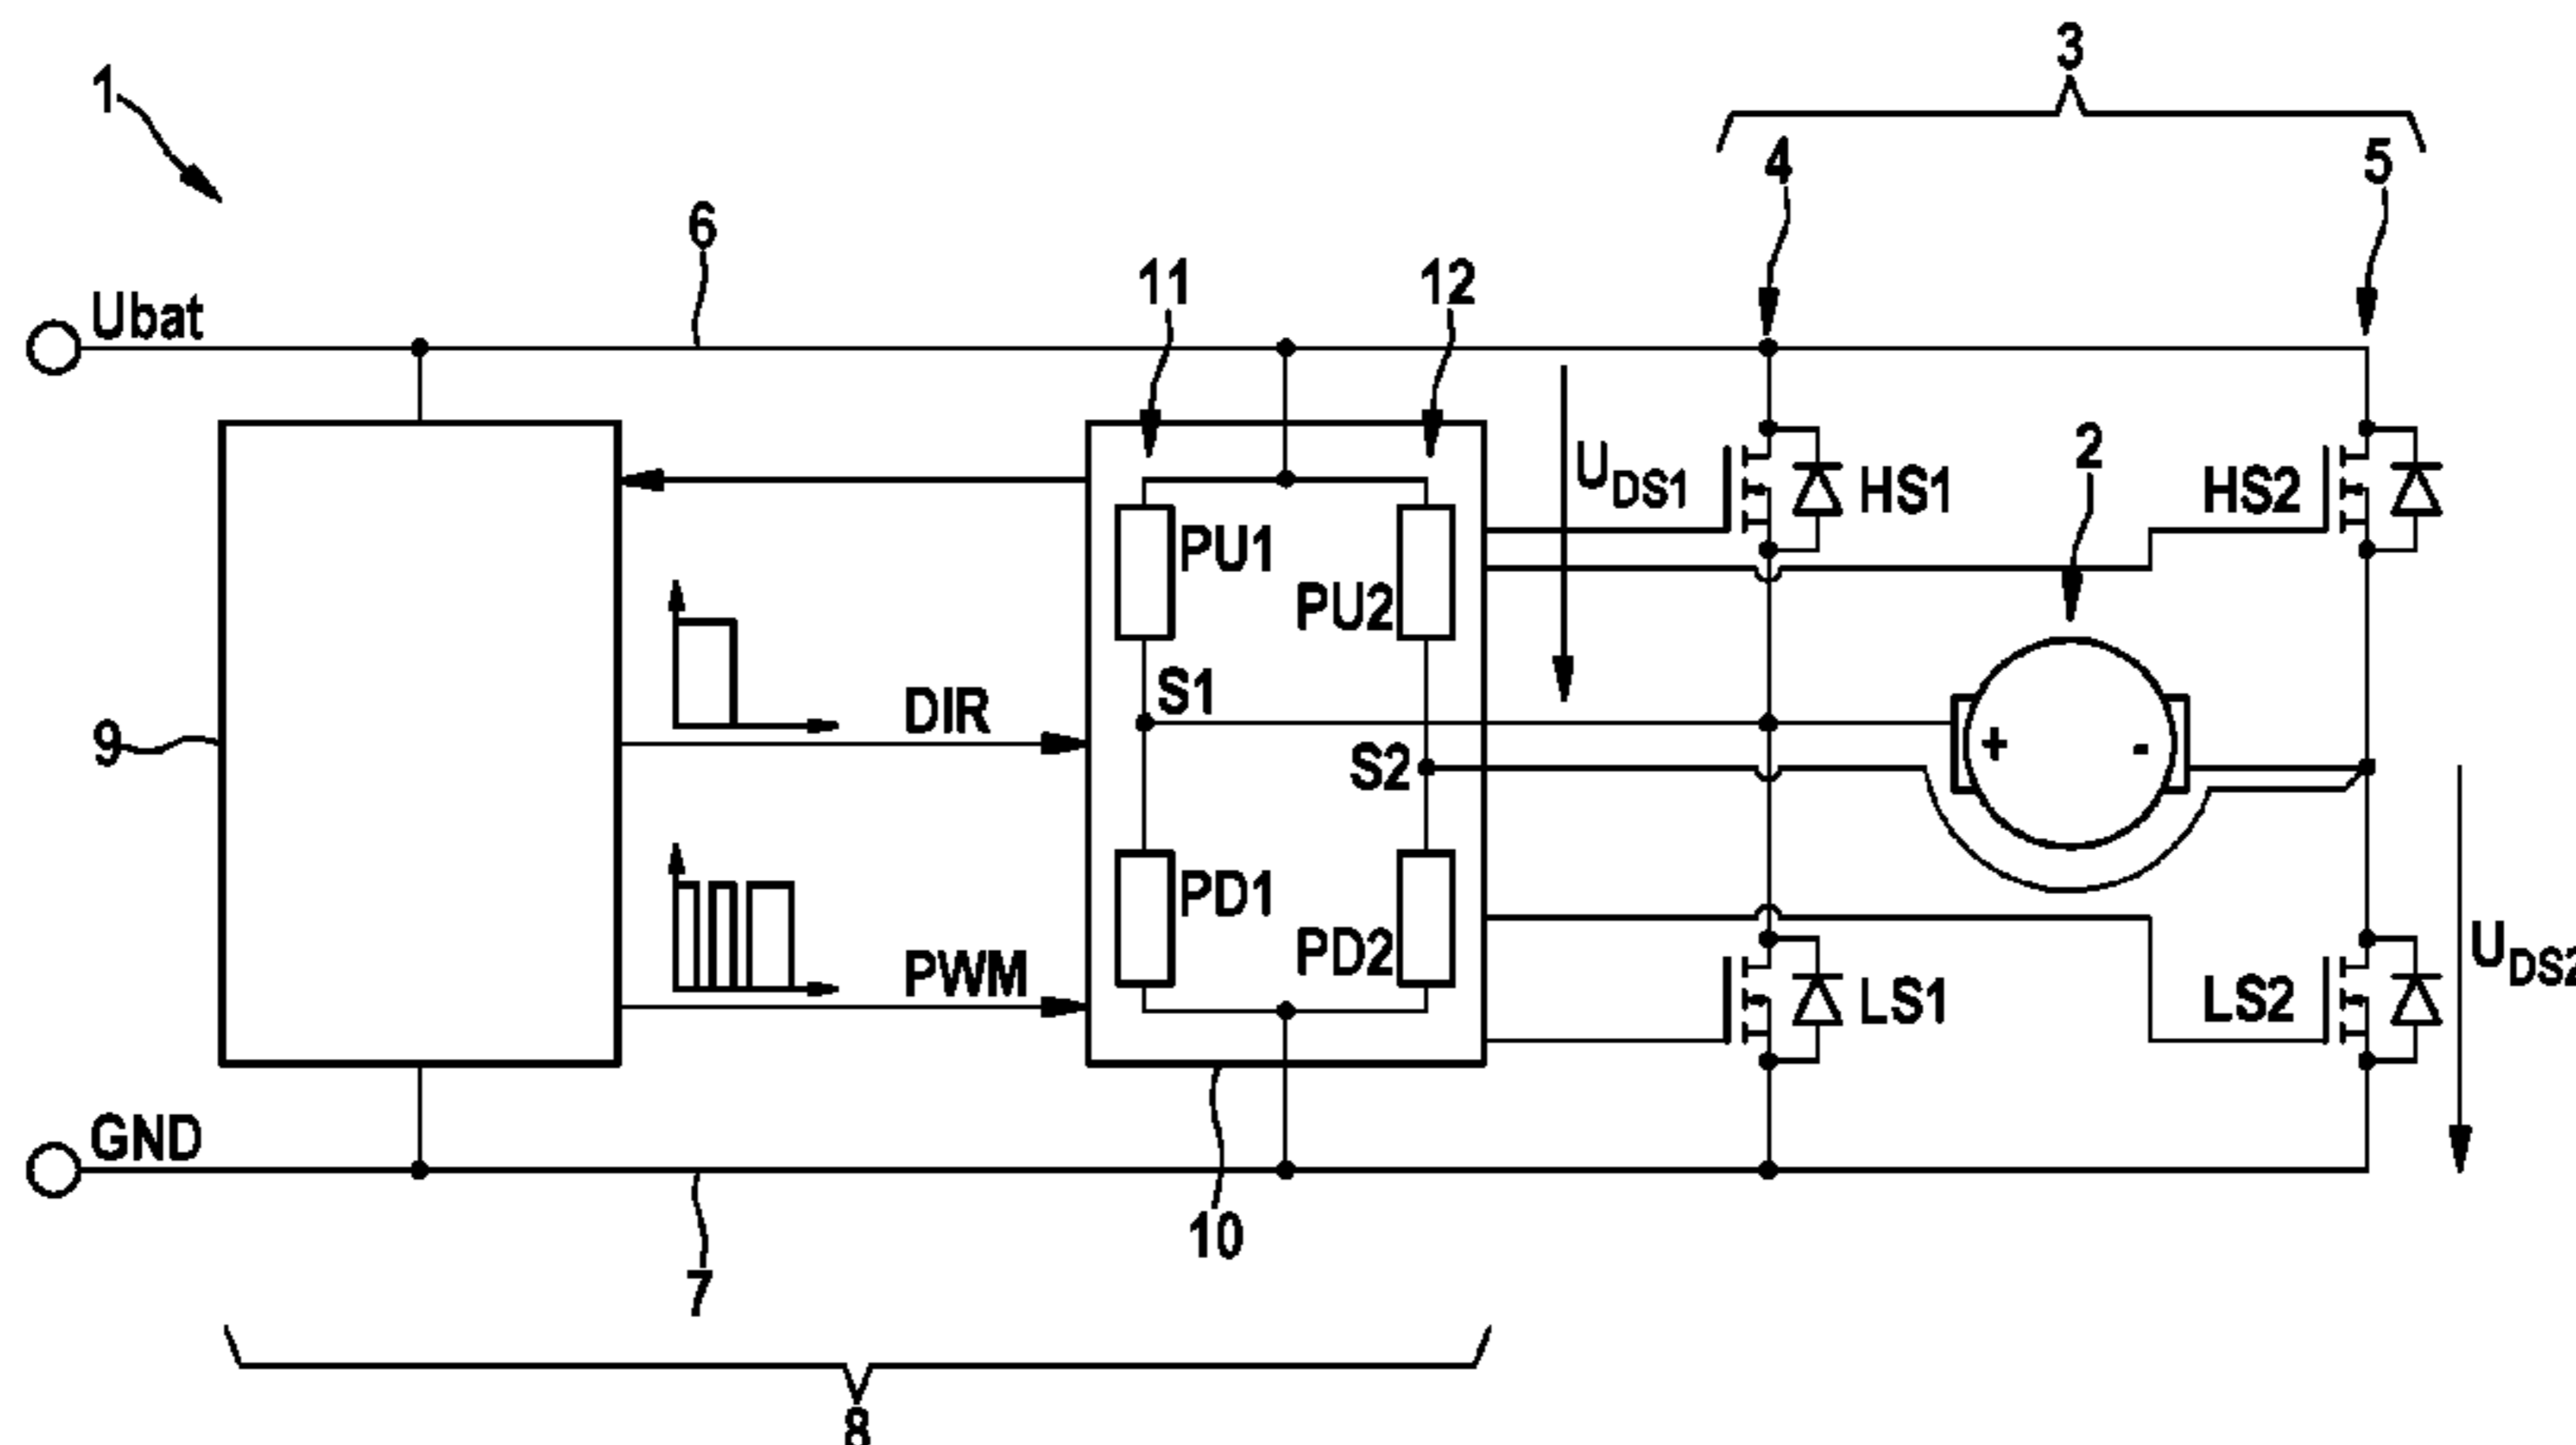 3
1
4
5
6
11
12
Ubat
2
UDS1
HS1
HS2
PU1
PU2
S1
DIR
S2
+
-
9
PD1
PD2
PWM
LS1
LS2
UDS2
GND
10
7
8